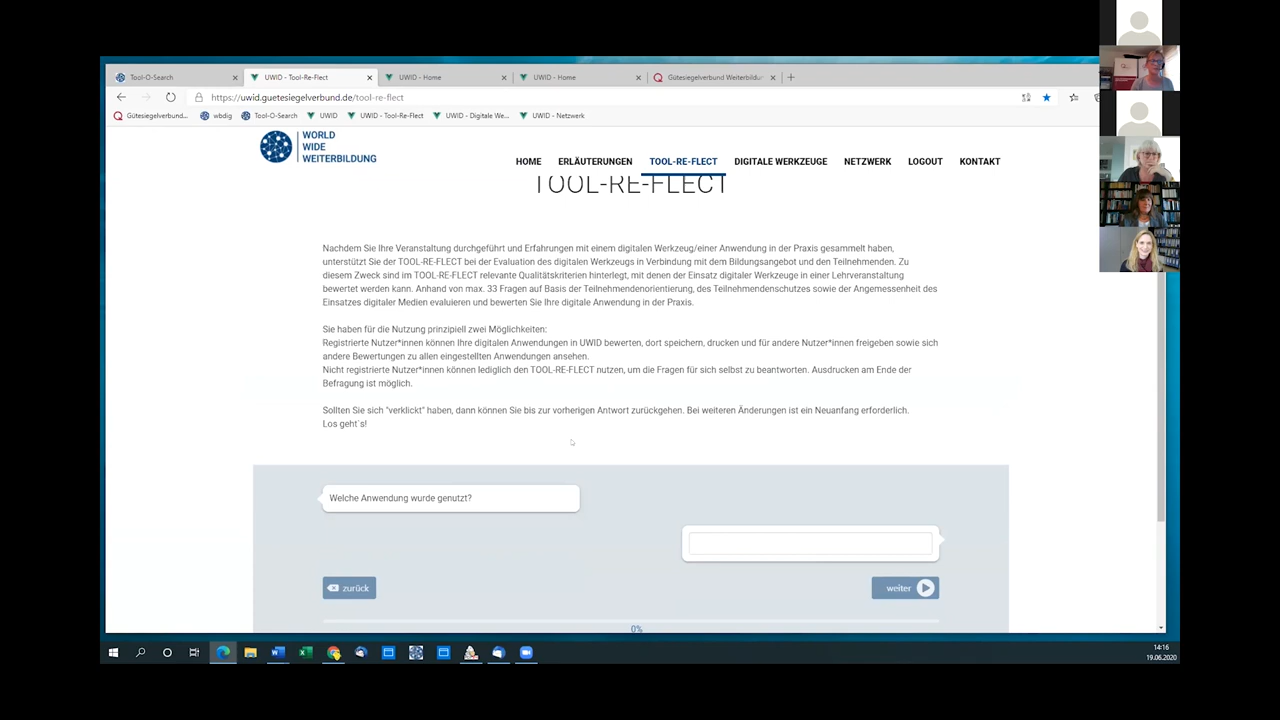 Tool-O-Search
UWID - Tool-Re-Flect
UWID - Home
UWID - Home
Gütesiegelverbund Weiterbildun
https://uwid.guetesiegelverbund.de/tool-re-flect
Gütesiegelverbund...
wbdig
Tool-O-Search
UWID
UWID - Tool-Re-Flect
UWID - Digitale We...
UWID - Netzwerk
WORLD
WIDE
WEITERBILDUNG
HOME
ERLÄUTERUNGEN
TOOL-RE-FLECT
DIGITALE WERKZEUGE
NETZWERK
LOGOUT
KONTAKT
TOOL-RE-FLECT
Nachdem Sie Ihre Veranstaltung durchgeführt und Erfahrungen mit einem digitalen Werkzeug/einer Anwendung in der Praxis gesammelt haben,
unterstützt Sie der TOOL-RE-FLECT bei der Evaluation des digitalen Werkzeugs in Verbindung mit dem Bildungsangebot und den Teilnehmenden. Zu
diesem Zweck sind im TOOL-RE-FLECT relevante Qualitätskriterien hinterlegt, mit denen der Einsatz digitaler Werkzeuge in einer Lehrveranstaltung
bewertet werden kann. Anhand von max. 33 Fragen auf Basis der Teilnehmendenorientierung, des Teilnehmendenschutzes sowie der Angemessenheit des
Einsatzes digitaler Medien evaluieren und bewerten Sie Ihre digitale Anwendung in der Praxis.
Sie haben für die Nutzung prinzipiell zwei Möglichkeiten:
Registrierte Nutzer*innen können Ihre digitalen Anwendungen in UWID bewerten, dort speichern, drucken und für andere Nutzer*innen freigeben sowie sich
andere Bewertungen zu allen eingestellten Anwendungen ansehen.
Nicht registrierte Nutzer*innen können lediglich den TOOL-RE-FLECT nutzen, um die Fragen für sich selbst zu beantworten. Ausdrucken am Ende der
Befragung ist möglich.
Sollten Sie sich "verklickt" haben, dann können Sie bis zur vorherigen Antwort zurückgehen. Bei weiteren Änderungen ist ein Neuanfang erforderlich.
Los geht`s!
Welche Anwendung wurde genutzt?
zurück
weiter
0%
14:16
19.06.2020